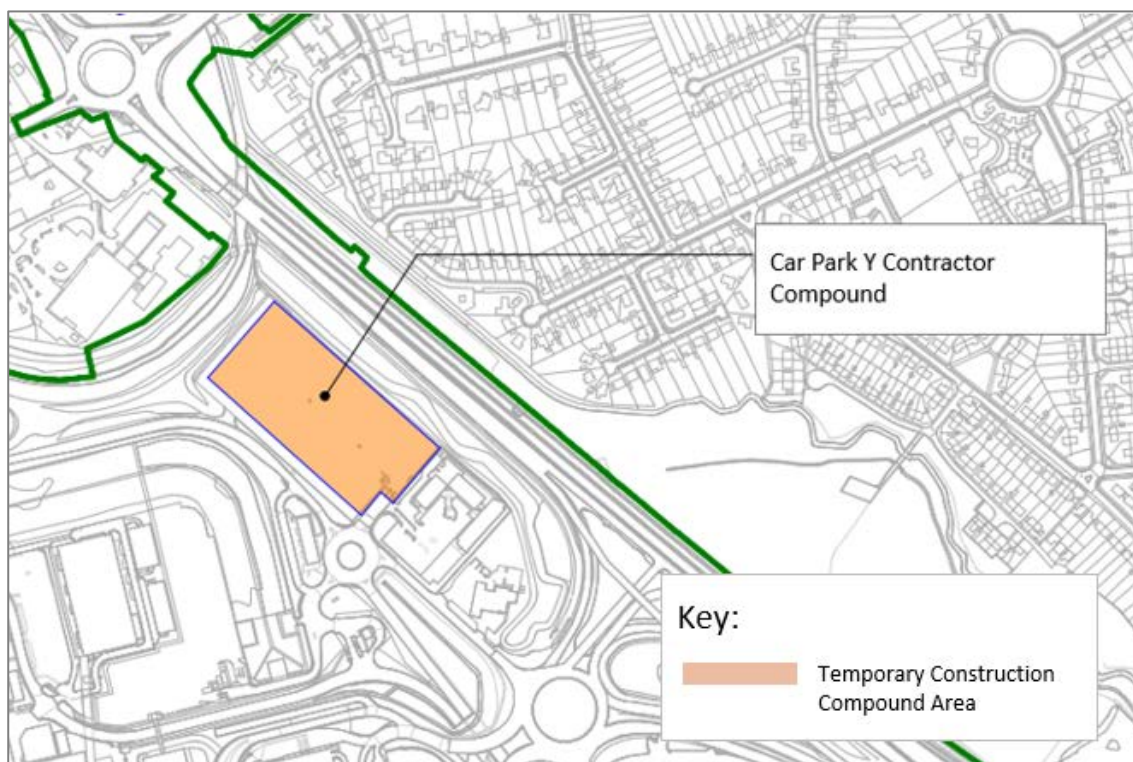 Car Park Y Contractor
Compound
Key:
Temporary Construction
Compound Area